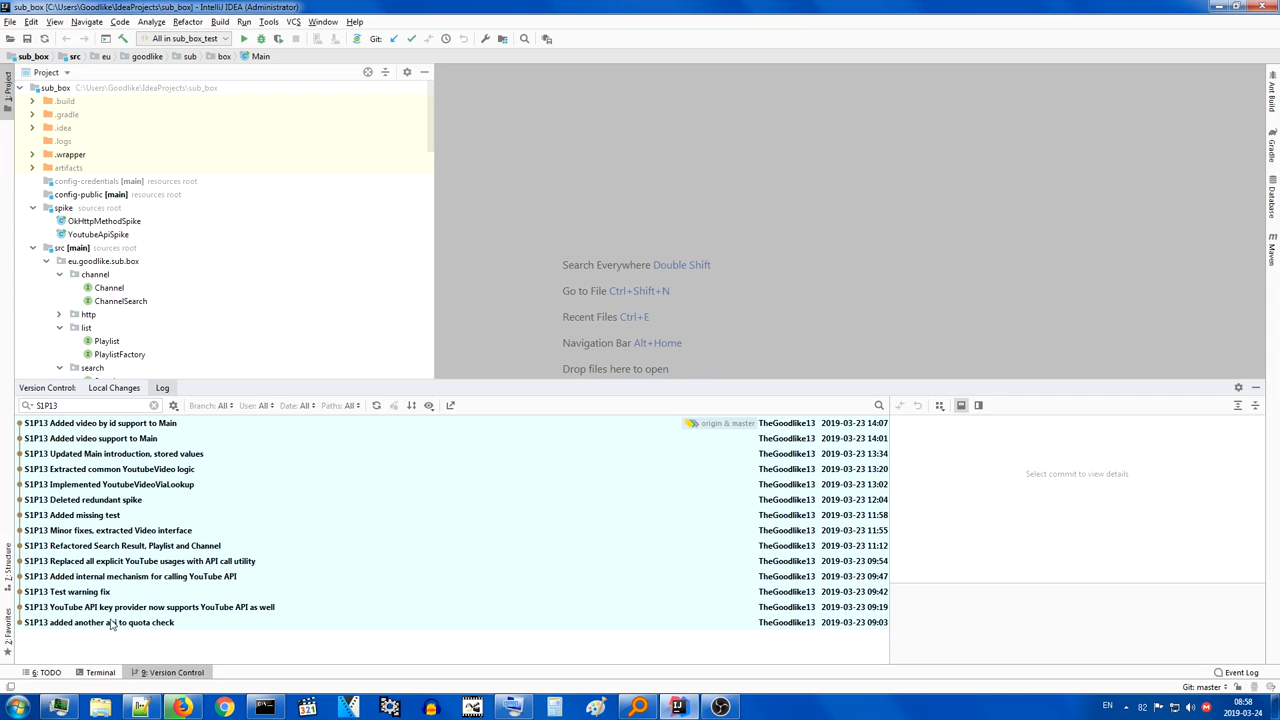 sub_box [C:\Users\Goodlike\IdeaProjects\sub_box] - IntelliJ IDEA (Administrator)
File Edit View Navigate Code Analyze Refactor Build Run Tools VCS Window Help
All in sub_box_test Git:
sub_box src eu goodlike sub box Main
Project
1: Project
sub_box C:\Users\Goodlike\IdeaProjects\sub_box
.build
.gradle
.idea
.logs
.wrapper
artifacts
config-credentials [main] resources root
config-public [main] resources root
spike sources root
OkHttpMethodSpike
YoutubeApiSpike
src [main] sources root
eu.goodlike.sub.box
channel
Channel
ChannelSearch
http
list
Playlist
PlaylistFactory
search
Search Everywhere Double Shift
Go to File Ctrl+Shift+N
Recent Files Ctrl+E
Navigation Bar Alt+Home
Drop files here to open
Ant Build
Gradle
Database
Maven
Version Control: Local Changes Log
S1P13 Branch: All User: All Date: All Paths: All
S1P13 Added video by id support to Main origin & master TheGoodlike13 2019-03-23 14:07
S1P13 Added video support to Main TheGoodlike13 2019-03-23 14:01
S1P13 Updated Main introduction, stored values TheGoodlike13 2019-03-23 13:34
S1P13 Extracted common YoutubeVideo logic TheGoodlike13 2019-03-23 13:20
S1P13 Implemented YoutubeVideoViaLookup TheGoodlike13 2019-03-23 13:02
S1P13 Deleted redundant spike TheGoodlike13 2019-03-23 12:04
S1P13 Added missing test TheGoodlike13 2019-03-23 11:58
S1P13 Minor fixes, extracted Video interface TheGoodlike13 2019-03-23 11:55
S1P13 Refactored Search Result, Playlist and Channel TheGoodlike13 2019-03-23 11:12
S1P13 Replaced all explicit YouTube usages with API call utility TheGoodlike13 2019-03-23 09:54
S1P13 Added internal mechanism for calling YouTube API TheGoodlike13 2019-03-23 09:47
S1P13 Test warning fix TheGoodlike13 2019-03-23 09:42
S1P13 YouTube API key provider now supports YouTube API as well TheGoodlike13 2019-03-23 09:19
S1P13 added another to quota check TheGoodlike13 2019-03-23 09:03
Select commit to view details
7: Structure
2: Favorites
6: TODO Terminal 9: Version Control Event Log
Git: master
EN 82 08:58
2019-03-24